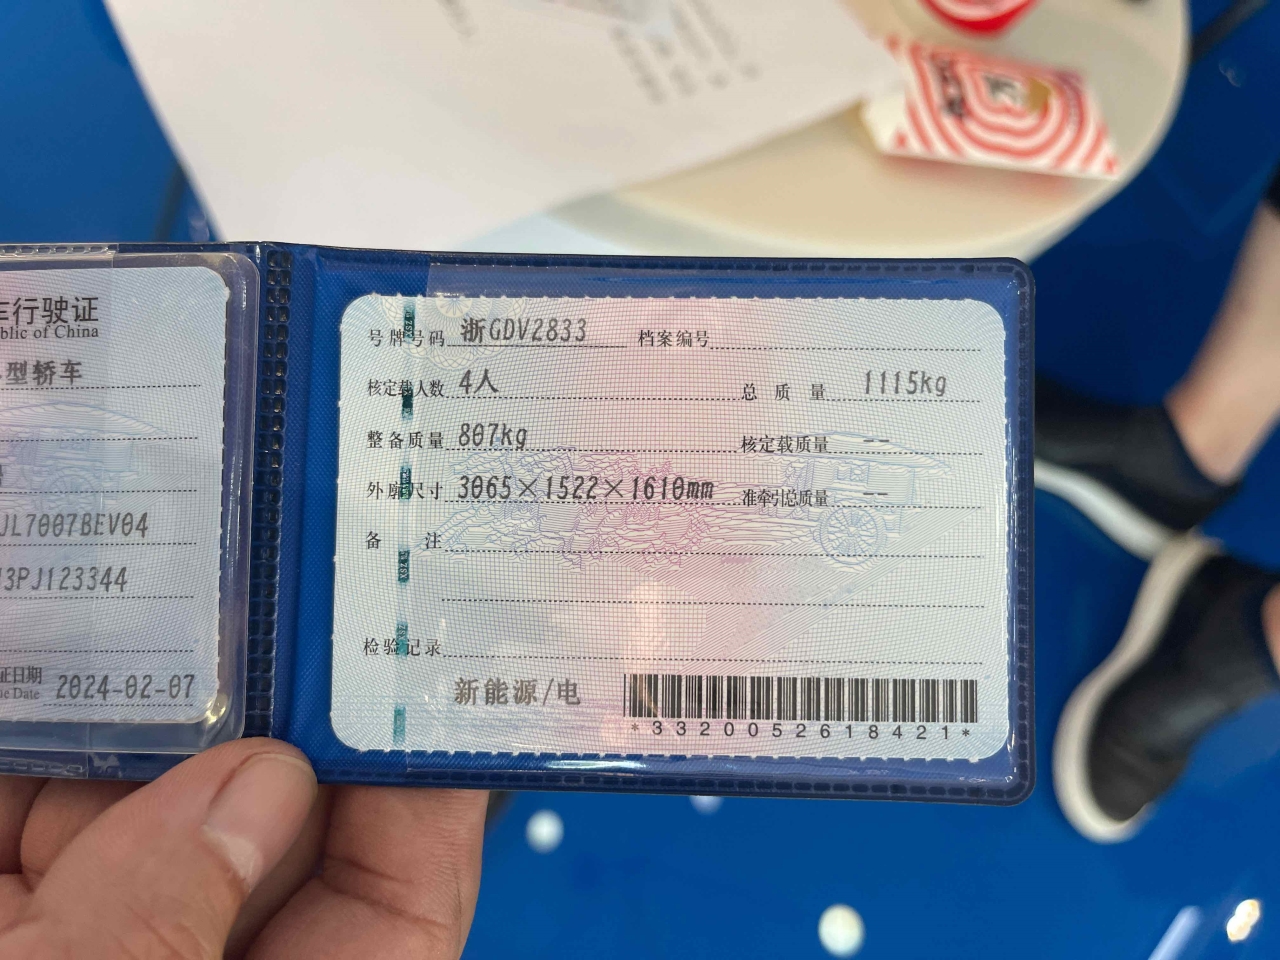 车行驶证
blic of China
型轿车
JL7007BEV04
3PJ123344
证日期
ue Date 2024-02-07
号牌号码 浙GDV2833 档案编号
核定载人数 4人 总质量 1115kg
整备质量 807kg 核定载质量 --
外廓尺寸 3065×1522×1610mm 准牵引总质量 --
备注
检验记录
新能源/电
*3320052618421*